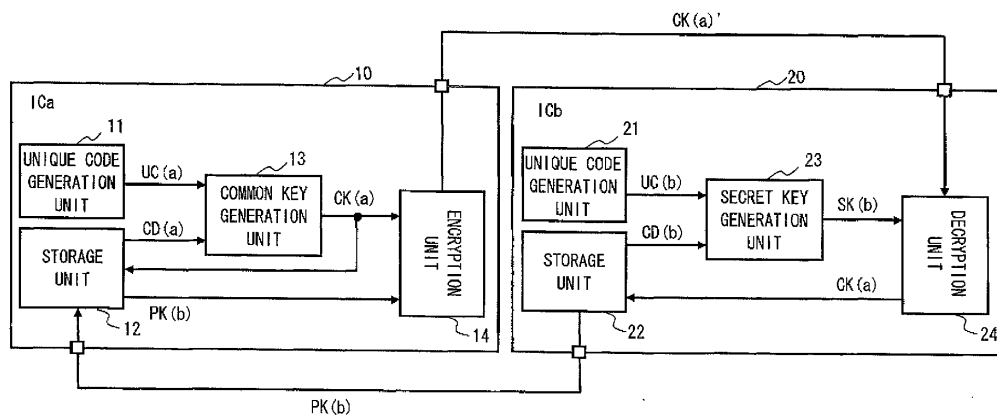 CK(a)'
10
20
ICa
ICb
11
21
UNIQUE CODE
GENERATION
UNIT
UC(a)
13
COMMON KEY
GENERATION
UNIT
CK(a)
CD(a)
STORAGE
UNIT
12
PK(b)
ENCRYPTION
UNIT
14
UNIQUE CODE
GENERATION
UNIT
UC(b)
23
SECRET KEY
GENERATION
UNIT
SK(b)
CD(b)
STORAGE
UNIT
22
CK(a)
DECRYPTION
UNIT
24
PK(b)